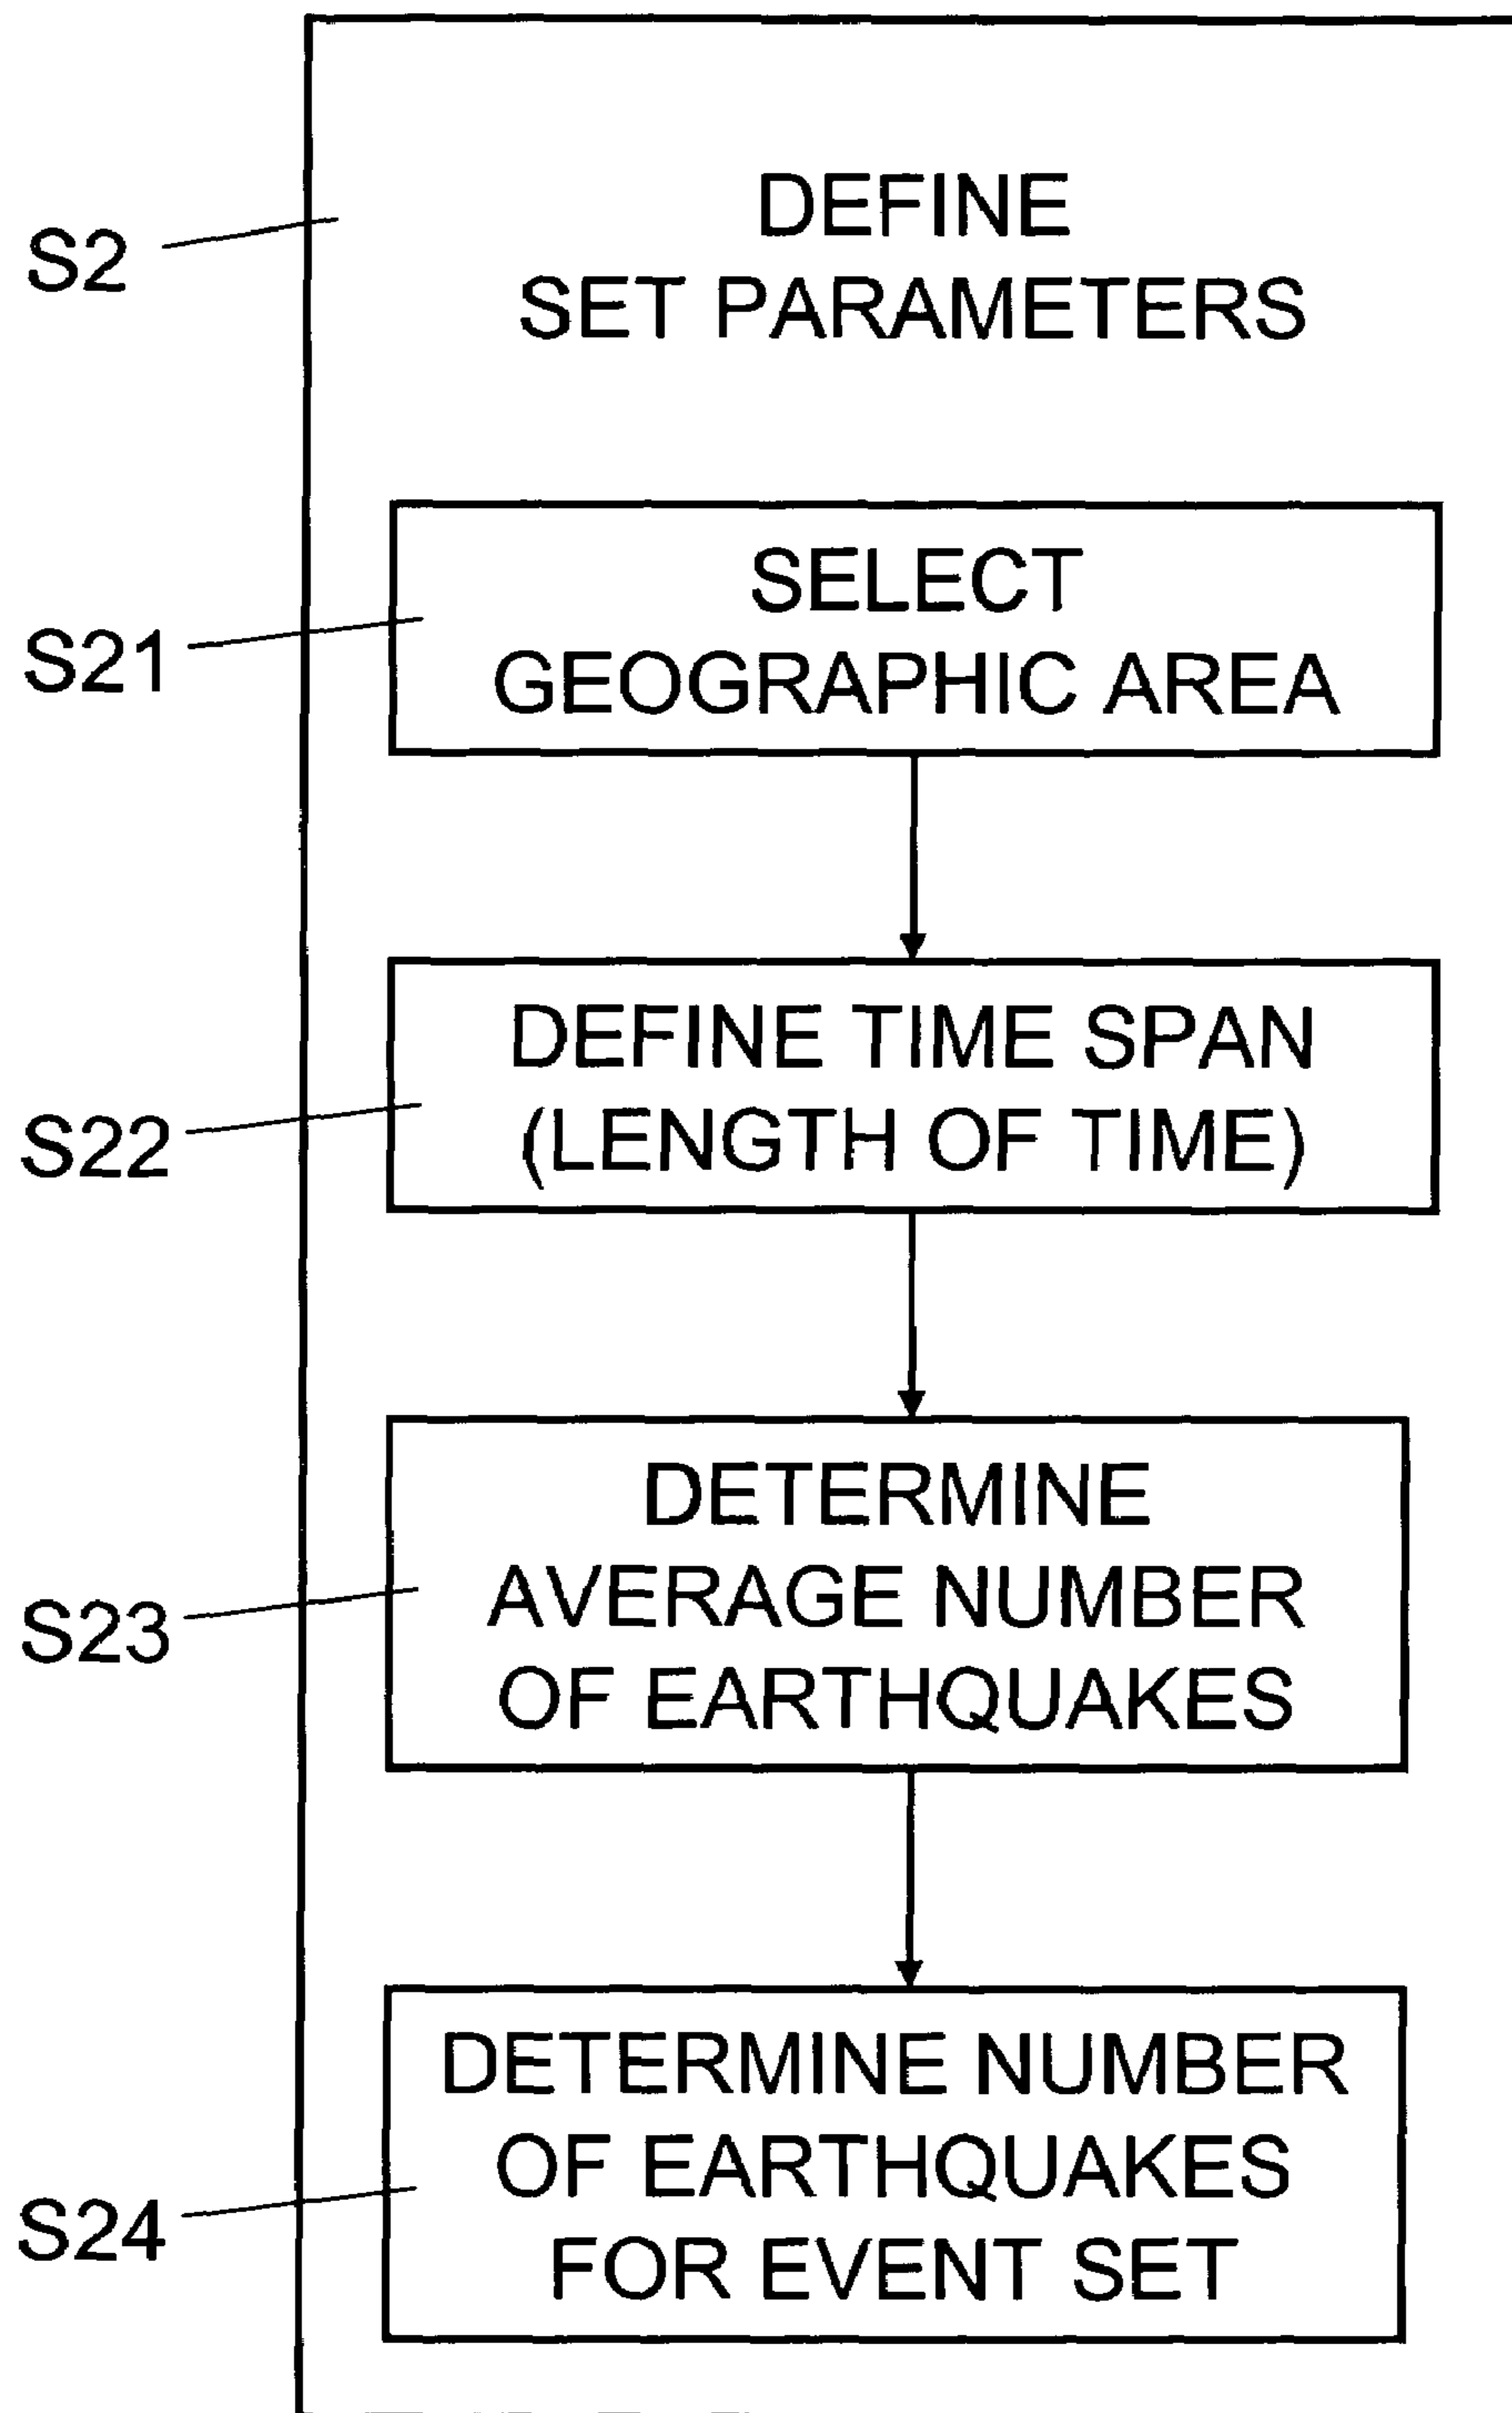 S2
DEFINE
SET PARAMETERS
S21
SELECT
GEOGRAPHIC AREA
S22
DEFINE TIME SPAN
(LENGTH OF TIME)
S23
DETERMINE
AVERAGE NUMBER
OF EARTHQUAKES
S24
DETERMINE NUMBER
OF EARTHQUAKES
FOR EVENT SET